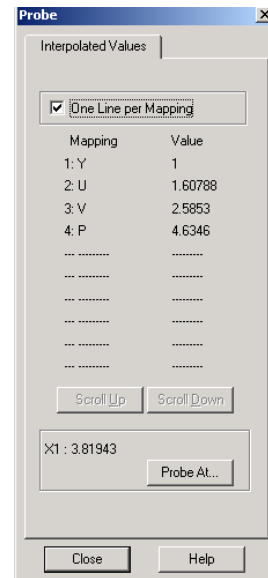 Probe
Interpolated Values
One Line per Mapping
Mapping Value
1: Y 1
2: U 1.60788
3: V 2.5853
4: P 4.6346
--- --------- ---------
--- --------- ---------
--- --------- ---------
--- --------- ---------
--- --------- ---------
--- --------- ---------
Scroll Up Scroll Down
X1 : 3.81943
Probe At...
Close Help